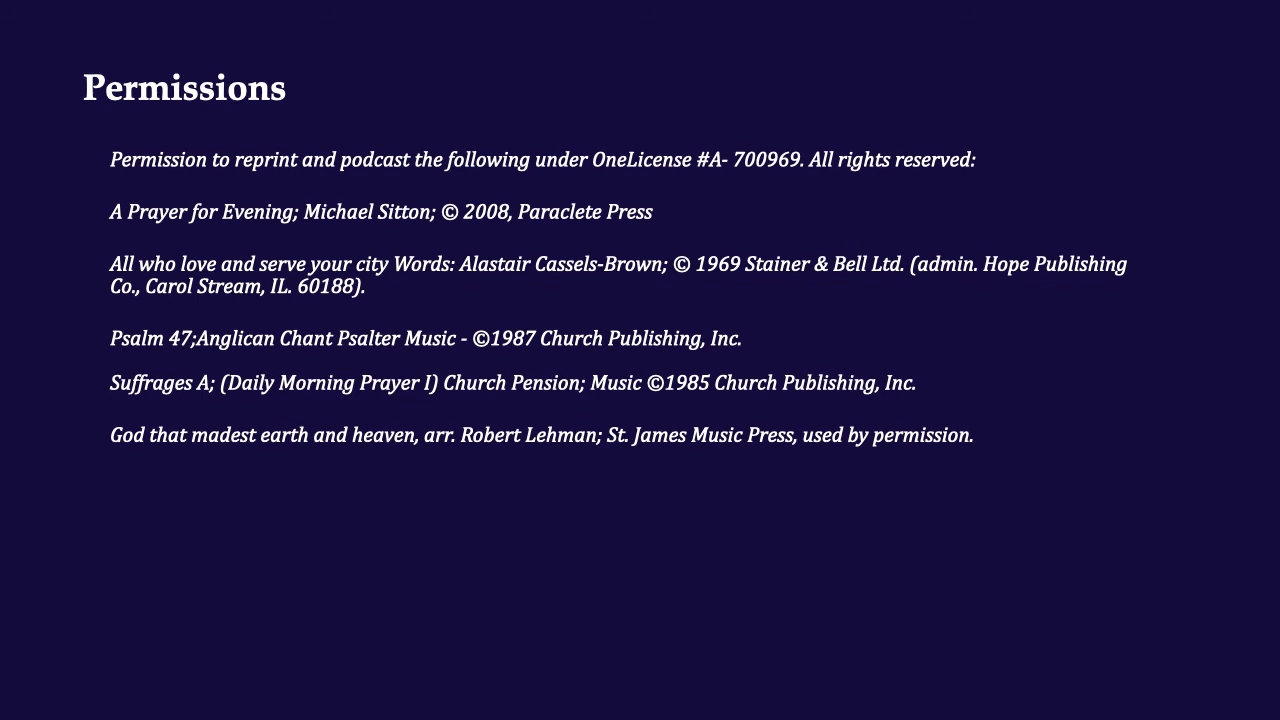 Permissions
Permission to reprint and podcast the following under OneLicense #A- 700969. All rights reserved:
A Prayer for Evening; Michael Sitton; © 2008, Paraclete Press
All who love and serve your city Words: Alastair Cassels-Brown; © 1969 Stainer & Bell Ltd. (admin. Hope Publishing
Co., Carol Stream, IL. 60188).
Psalm 47;Anglican Chant Psalter Music - ©1987 Church Publishing, Inc.
Suffrages A; (Daily Morning Prayer I) Church Pension; Music ©1985 Church Publishing, Inc.
God that madest earth and heaven, arr. Robert Lehman; St. James Music Press, used by permission.